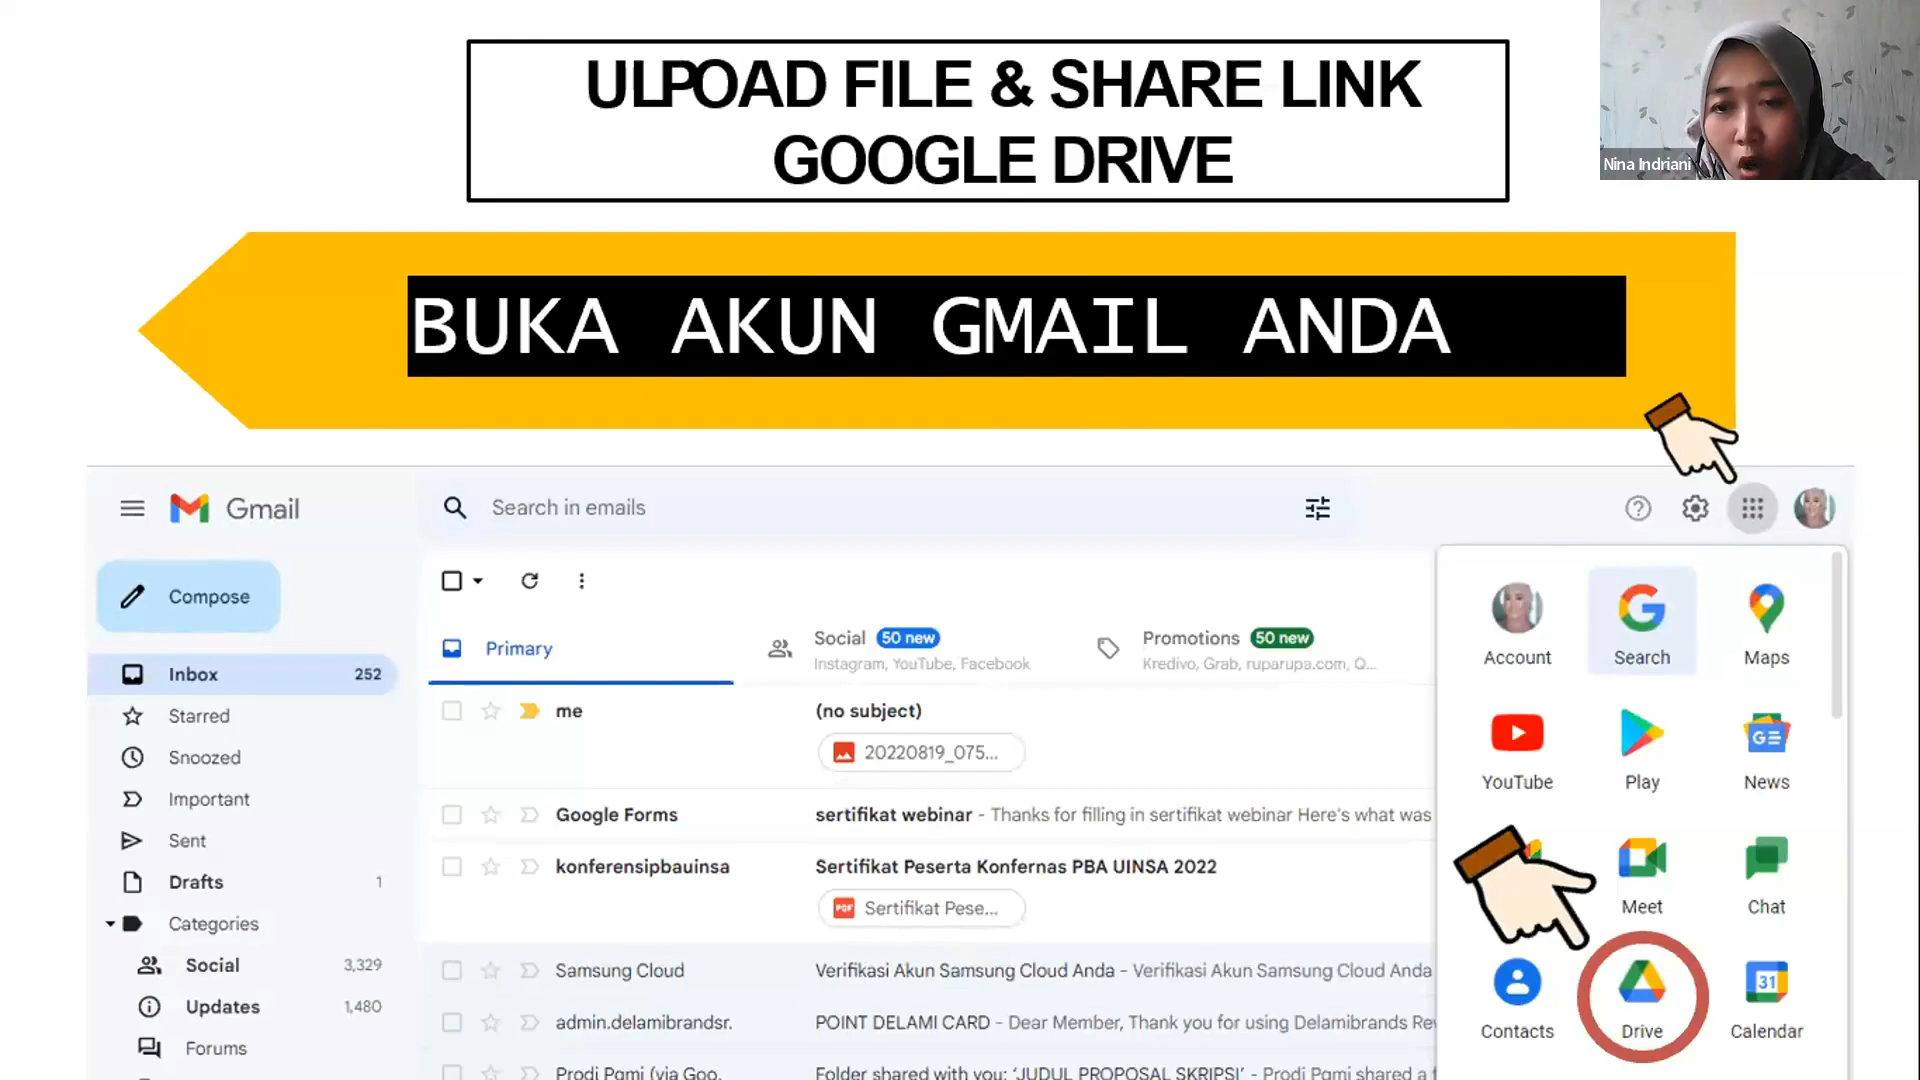 ULPOAD FILE & SHARE LINK
GOOGLE DRIVE
Nina Indriani
BUKA AKUN GMAIL ANDA
Gmail
Search in emails
Compose
Inbox 252
Starred
Snoozed
Important
Sent
Drafts 1
Categories
Social 3,329
Updates 1,480
Forums
Primary
Social 50 new
Instagram, YouTube, Facebook
Promotions 50 new
Kredivo, Grab, ruparupa.com, Q...
me (no subject)
20220819_075...
Google Forms sertifikat webinar - Thanks for filling in sertifikat webinar Here's what was
konferensipbauinsa Sertifikat Peserta Konfernas PBA UINSA 2022
PDF Sertifikat Pese...
Samsung Cloud Verifikasi Akun Samsung Cloud Anda - Verifikasi Akun Samsung Cloud Anda
admin.delamibrandsr. POINT DELAMI CARD - Dear Member, Thank you for using Delamibrands Rew
Prodi Pgmi (via Goo. Folder shared with you: 'JUDUL PROPOSAL SKRIPSI' - Prodi Pgmi shared a f
Account Search Maps
YouTube Play News
Meet Chat
31
Contacts Drive Calendar